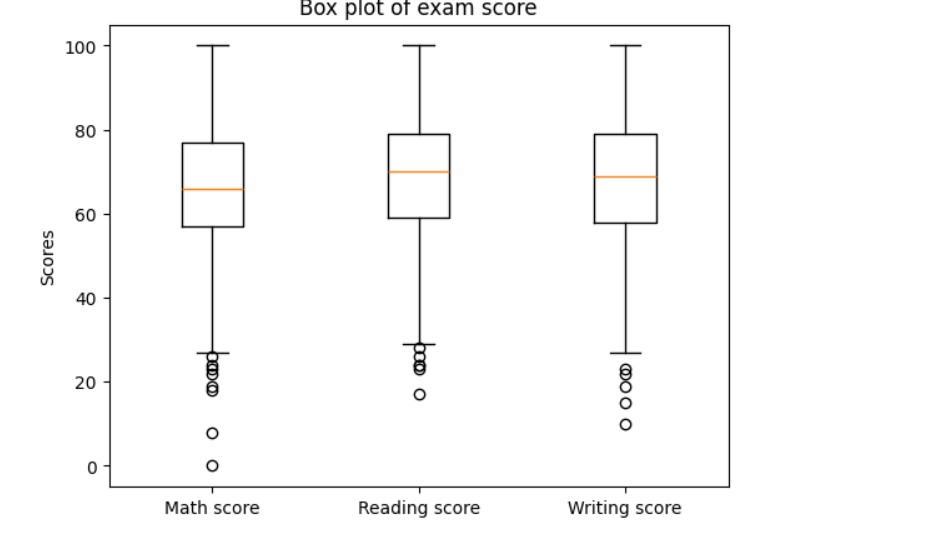 Box plot of exam score
100
80
60
40
20
0
Scores
Math score
Reading score
Writing score